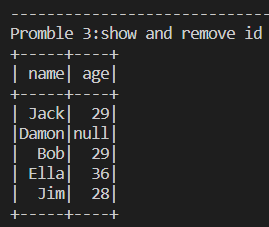 ------------------------------
Promble 3:show and remove id
+-----+----+
| name| age|
+-----+----+
| Jack|  29|
|Damon|null|
|  Bob|  29|
| Ella|  36|
|  Jim|  28|
+-----+----+